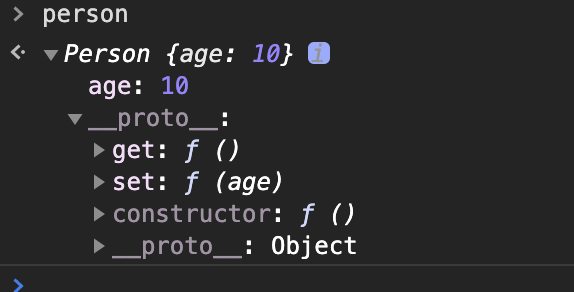 > person
<· ▼Person {age: 10} i
age: 10
▼__proto__:
▶get: ƒ ()
▶set: ƒ (age)
▶constructor: ƒ ()
▶__proto__: Object
>